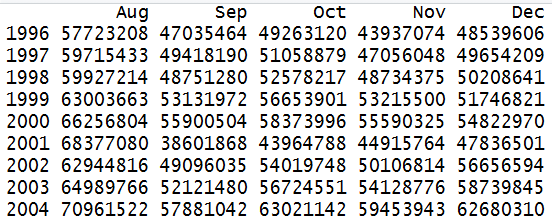 Aug Sep Oct Nov Dec
1996 57723208 47035464 49263120 43937074 48539606
1997 59715433 49418190 51058879 47056048 49654209
1998 59927214 48751280 52578217 48734375 50208641
1999 63003663 53131972 56653901 53215500 51746821
2000 66256804 55900504 58373996 55590325 54822970
2001 68377080 38601868 43964788 44915764 47836501
2002 62944816 49096035 54019748 50106814 56656594
2003 64989766 52121480 56724551 54128776 58739845
2004 70961522 57881042 63021142 59453943 62680310